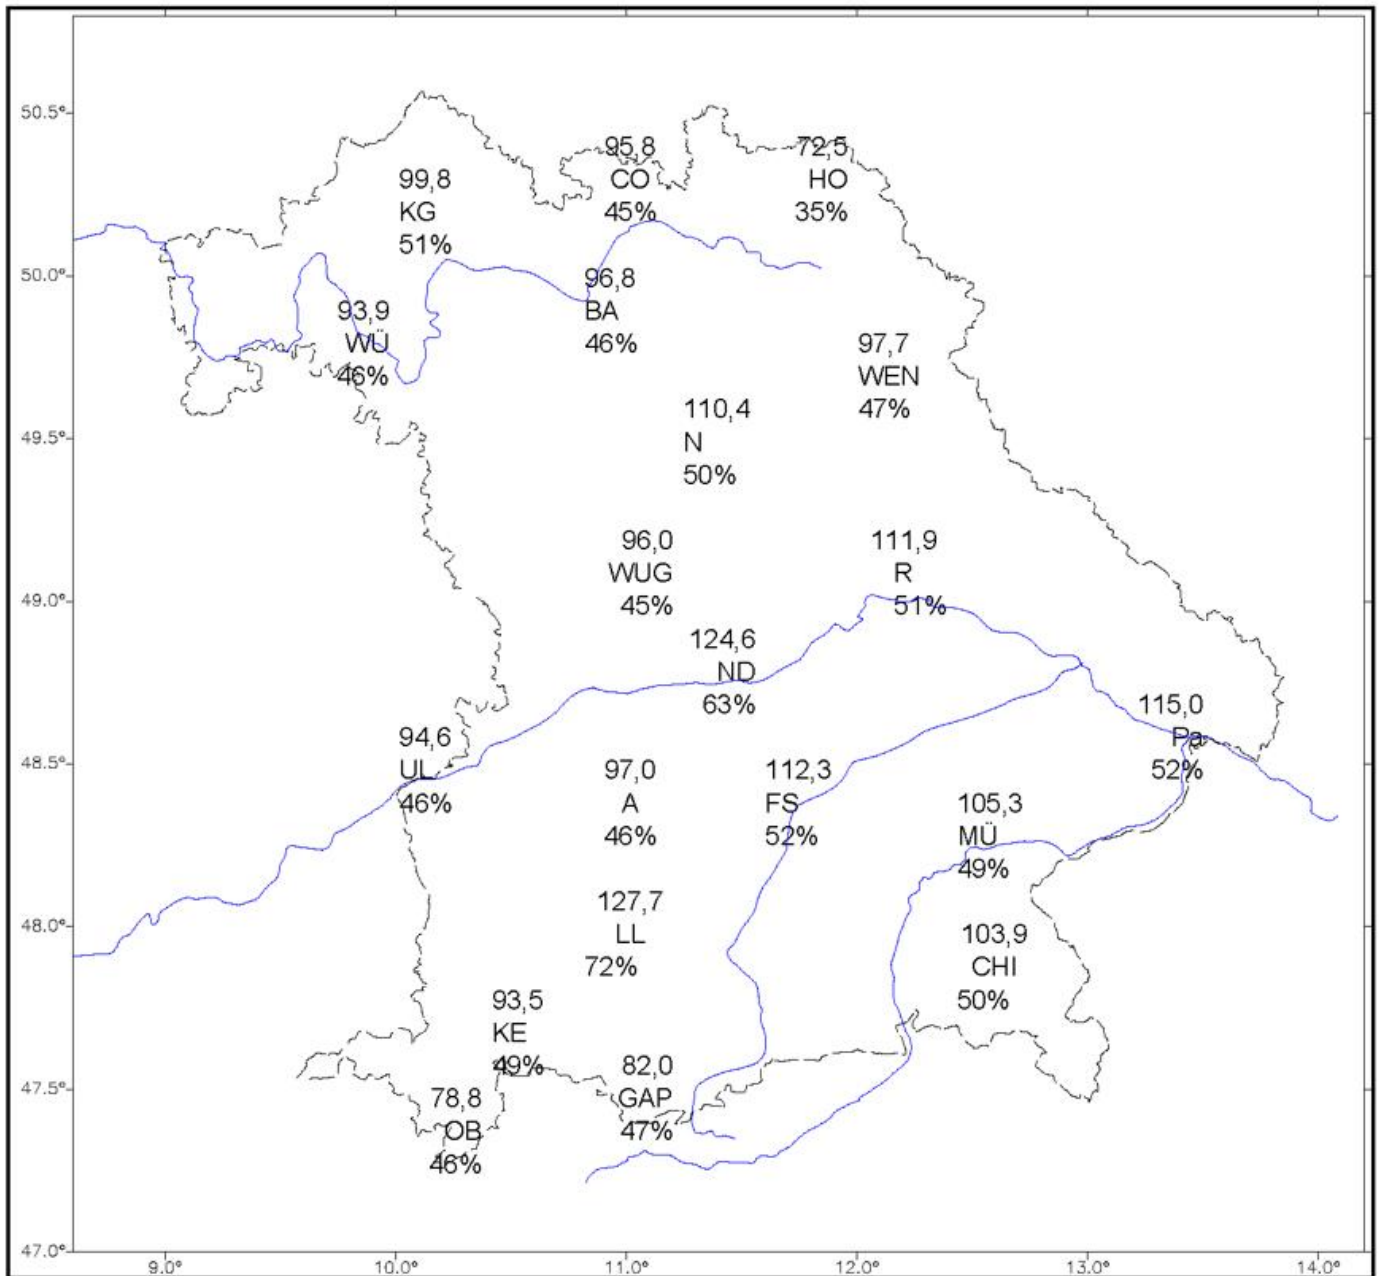 50.5°
95,8
CO
45%
72,5
HO
35%
99,8
KG
51%
50.0°
96,8
BA
46%
93,9
WÜ
46%
97,7
WEN
47%
49.5°
110,4
N
50%
96,0
WUG
45%
111,9
R
51%
49.0°
124,6
ND
63%
115,0
Pa
52%
94,6
UL
46%
48.5°
97,0
A
46%
112,3
FS
52%
105,3
MÜ
49%
48.0°
127,7
LL
72%
103,9
CHI
50%
93,5
KE
49%
47.5°
82,0
GAP
47%
78,8
OB
46%
47.0°
9.0° 10.0° 11.0° 12.0° 13.0° 14.0°